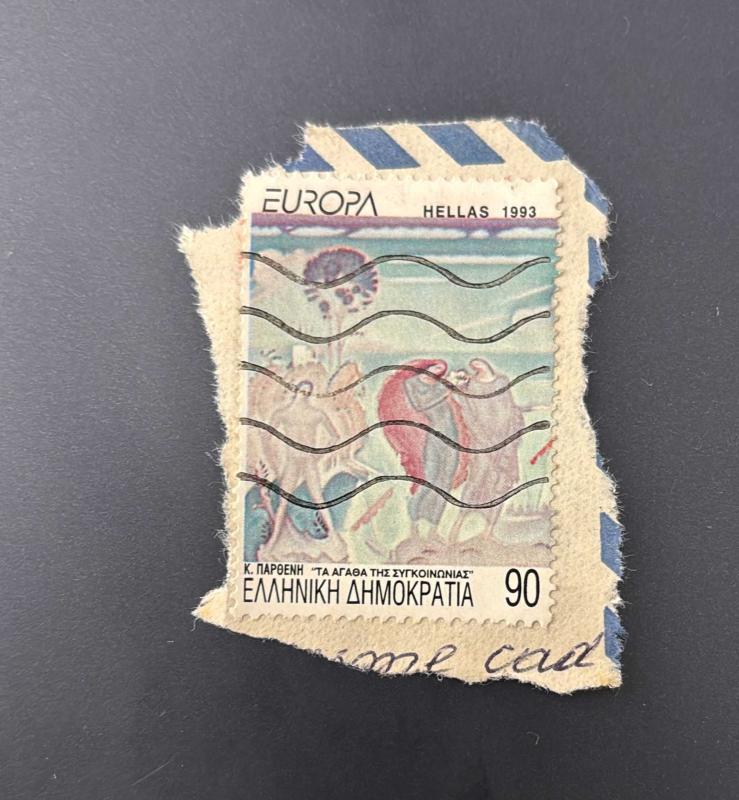 EUROPA HELLAS 1993
Κ. ΠΑΡΘΕΝΗ "ΤΑ ΑΓΑΘΑ ΤΗΣ ΣΥΓΚΟΙΝΩΝΙΑΣ"
ΕΛΛΗΝΙΚΗ ΔΗΜΟΚΡΑΤΙΑ 90